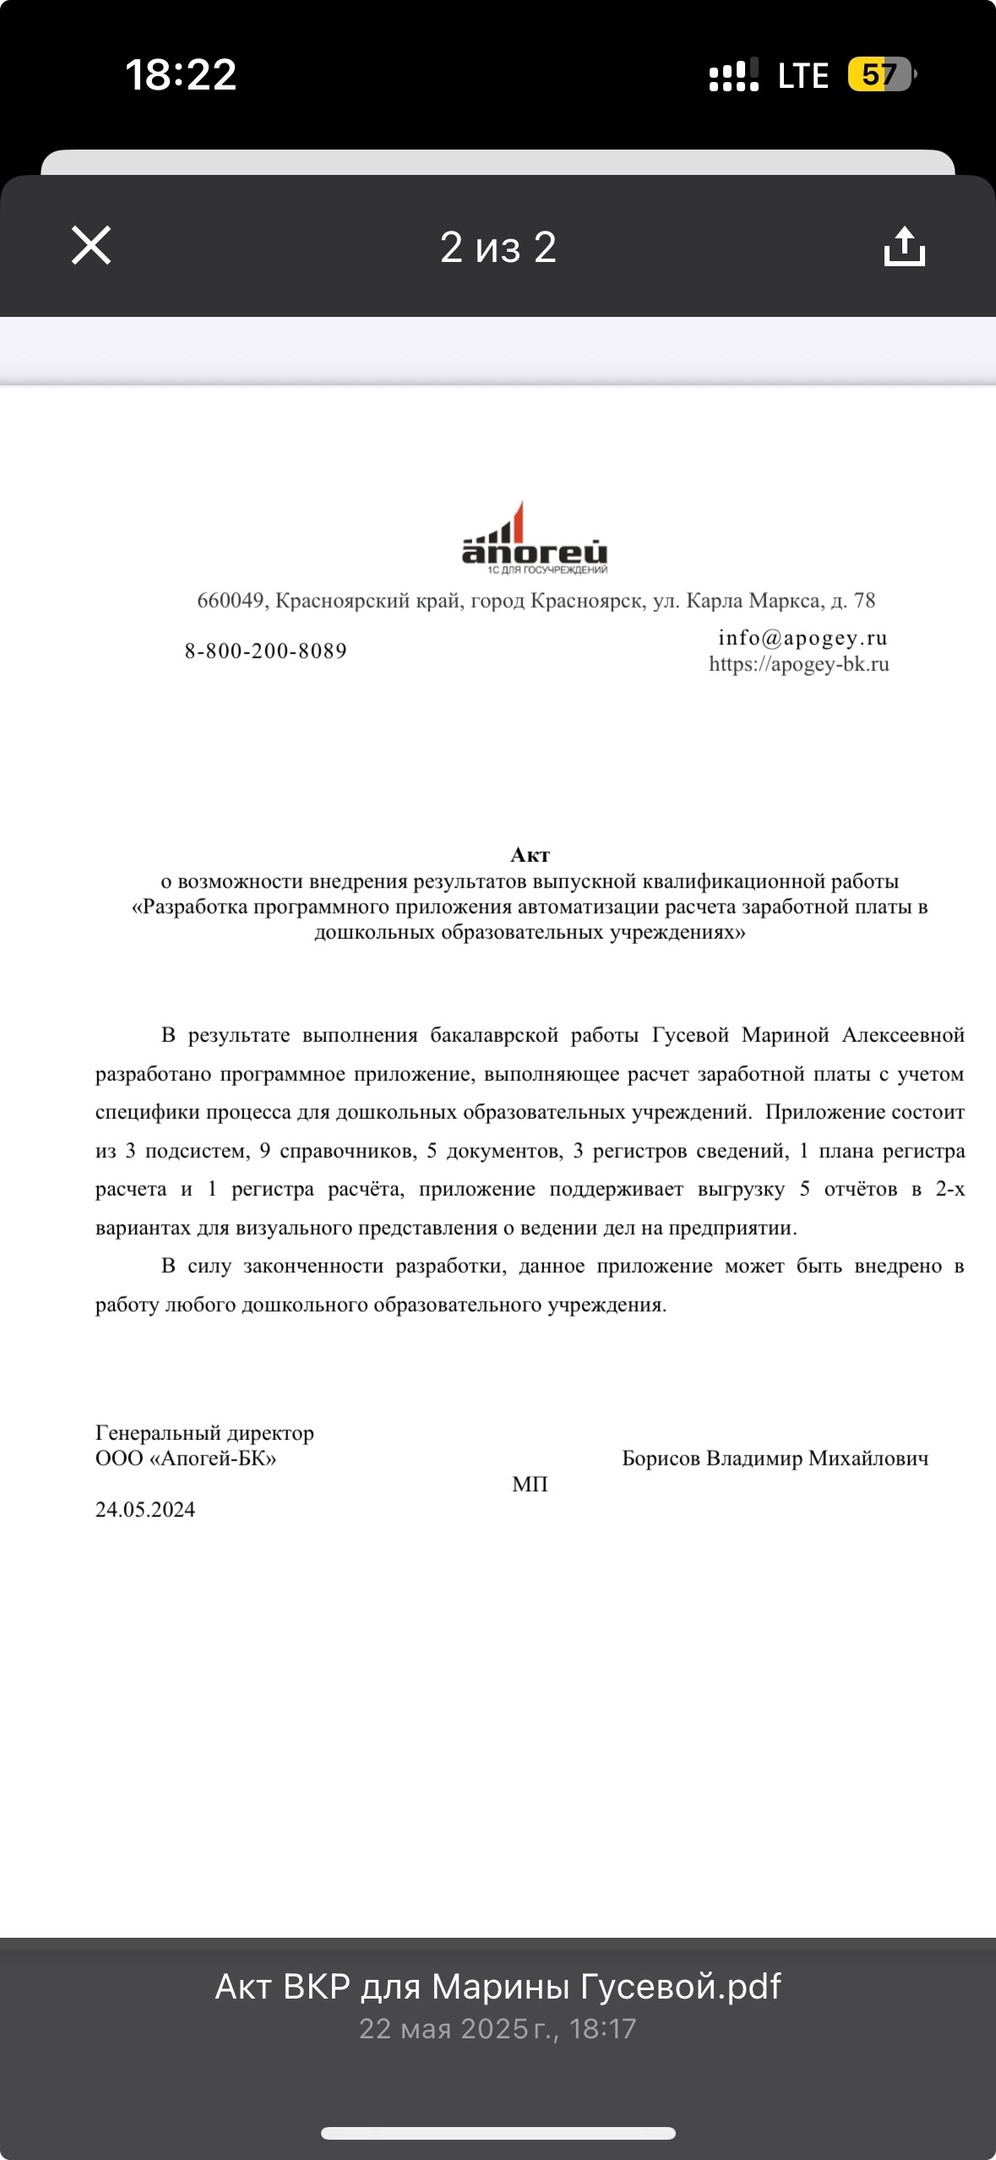 18:22
LTE
57
2 из 2
апогей
1С ДЛЯ ГОСУЧРЕЖДЕНИЙ
660049, Красноярский край, город Красноярск, ул. Карла Маркса, д. 78
8-800-200-8089
info@apogey.ru
https://apogey-bk.ru
Акт
о возможности внедрения результатов выпускной квалификационной работы
«Разработка программного приложения автоматизации расчета заработной платы в
дошкольных образовательных учреждениях»
В результате выполнения бакалаврской работы Гусевой Мариной Алексеевной
разработано программное приложение, выполняющее расчет заработной платы с учетом
специфики процесса для дошкольных образовательных учреждений. Приложение состоит
из 3 подсистем, 9 справочников, 5 документов, 3 регистров сведений, 1 плана регистра
расчета и 1 регистра расчёта, приложение поддерживает выгрузку 5 отчётов в 2-х
вариантах для визуального представления о ведении дел на предприятии.
В силу законченности разработки, данное приложение может быть внедрено в
работу любого дошкольного образовательного учреждения.
Генеральный директор
ООО «Апогей-БК»
Борисов Владимир Михайлович
МП
24.05.2024
Акт ВКР для Марины Гусевой.pdf
22 мая 2025 г., 18:17